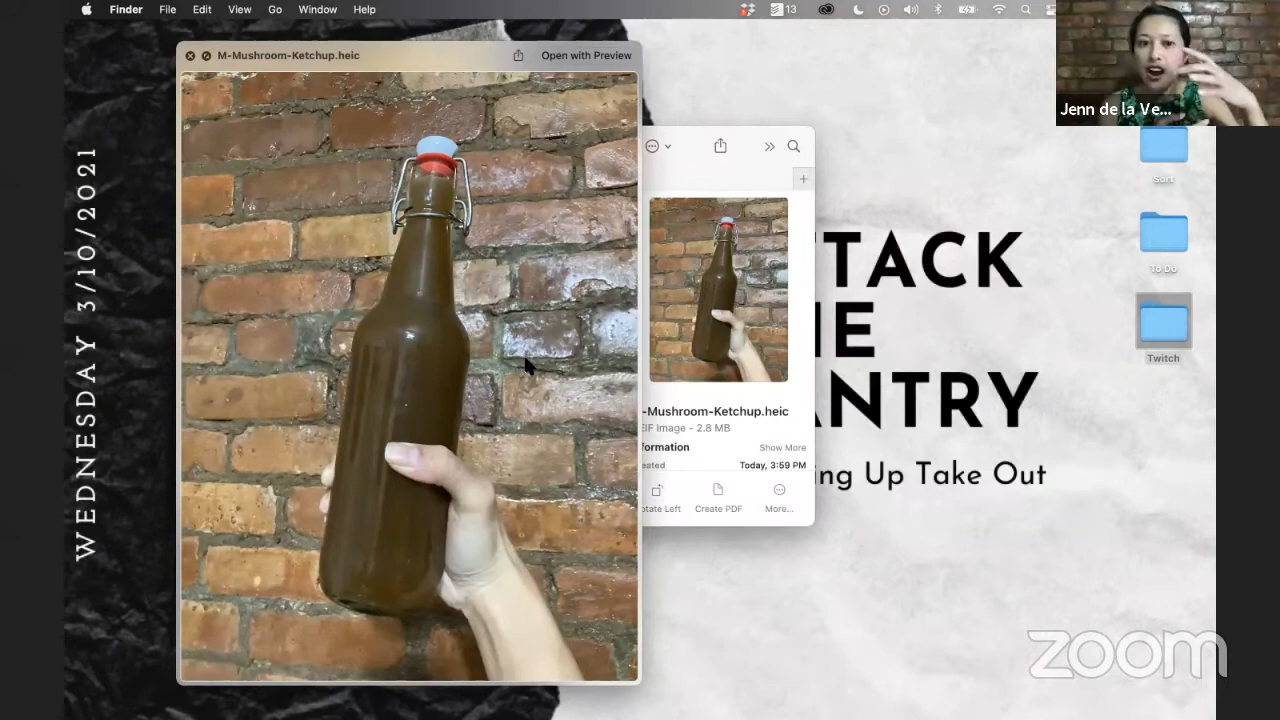 Finder File Edit View Go Window Help
13
M-Mushroom-Ketchup.heic
Open with Preview
Jenn de la Ve...
WEDNESDAY 3/10/2021
Sort
To Do
Twitch
TACK
ANTRY
ing Up Take Out
-Mushroom-Ketchup.heic
EIF Image - 2.8 MB
formation
Show More
eated
Today, 3:59 PM
otate Left
Create PDF
More...
zoom